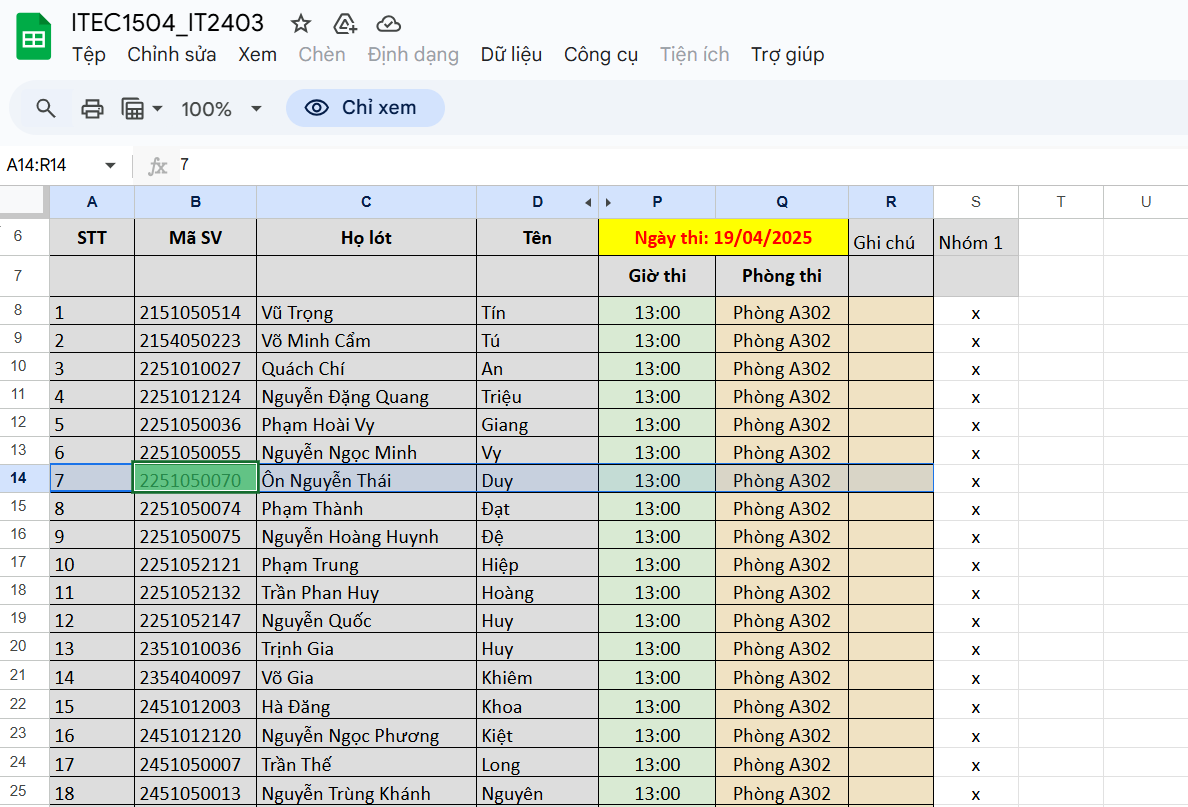 ITEC1504_IT2403
Tệp Chỉnh sửa Xem Chèn Định dạng Dữ liệu Công cụ Tiện ích Trợ giúp
100% Chỉ xem
A14:R14 fx 7
A B C D P Q R S T U
6 STT Mã SV Họ lót Tên Ngày thi: 19/04/2025 Ghi chú Nhóm 1
7 Giờ thi Phòng thi
8 1 2151050514 Vũ Trọng Tín 13:00 Phòng A302 x
9 2 2154050223 Võ Minh Cẩm Tú 13:00 Phòng A302 x
10 3 2251010027 Quách Chí An 13:00 Phòng A302 x
11 4 2251012124 Nguyễn Đặng Quang Triệu 13:00 Phòng A302 x
12 5 2251050036 Phạm Hoài Vy Giang 13:00 Phòng A302 x
13 6 2251050055 Nguyễn Ngọc Minh Vy 13:00 Phòng A302 x
14 7 2251050070 Ôn Nguyễn Thái Duy 13:00 Phòng A302 x
15 8 2251050074 Phạm Thành Đạt 13:00 Phòng A302 x
16 9 2251050075 Nguyễn Hoàng Huynh Đệ 13:00 Phòng A302 x
17 10 2251052121 Phạm Trung Hiệp 13:00 Phòng A302 x
18 11 2251052132 Trần Phan Huy Hoàng 13:00 Phòng A302 x
19 12 2251052147 Nguyễn Quốc Huy 13:00 Phòng A302 x
20 13 2351010036 Trịnh Gia Huy 13:00 Phòng A302 x
21 14 2354040097 Võ Gia Khiêm 13:00 Phòng A302 x
22 15 2451012003 Hà Đăng Khoa 13:00 Phòng A302 x
23 16 2451012120 Nguyễn Ngọc Phương Kiệt 13:00 Phòng A302 x
24 17 2451050007 Trần Thế Long 13:00 Phòng A302 x
25 18 2451050013 Nguyễn Trùng Khánh Nguyên 13:00 Phòng A302 x